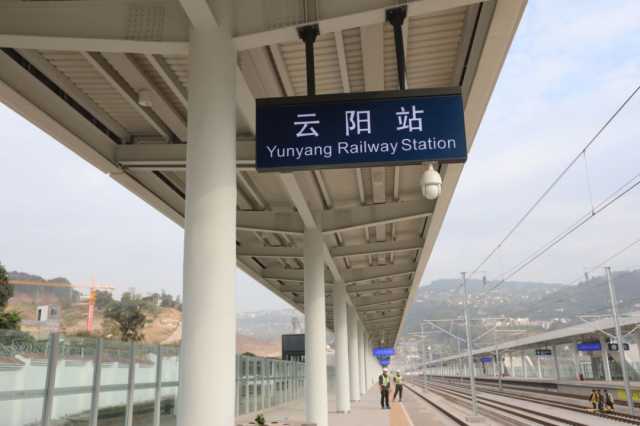 云阳站
Yunyang Railway Station